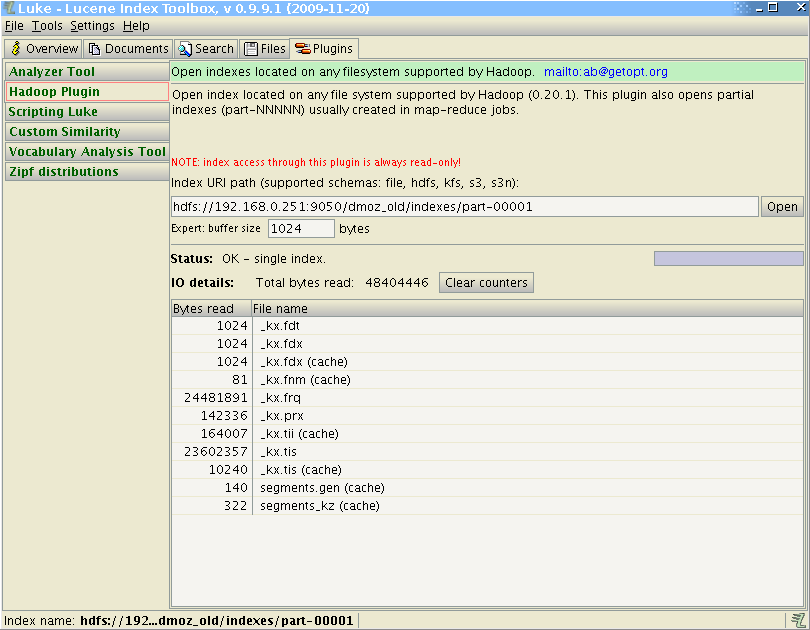 Luke - Lucene Index Toolbox, v 0.9.9.1 (2009-11-20)
File Tools Settings Help
Overview Documents Search Files Plugins
Analyzer Tool
Hadoop Plugin
Scripting Luke
Custom Similarity
Vocabulary Analysis Tool
Zipf distributions
Open indexes located on any filesystem supported by Hadoop. mailto:ab@getopt.org
Open index located on any file system supported by Hadoop (0.20.1). This plugin also opens partial
indexes (part-NNNNN) usually created in map-reduce jobs.
NOTE: index access through this plugin is always read-only!
Index URI path (supported schemas: file, hdfs, kfs, s3, s3n):
hdfs://192.168.0.251:9050/dmoz_old/indexes/part-00001 Open
Expert: buffer size 1024 bytes
Status: OK - single index.
IO details: Total bytes read: 48404446 Clear counters
Bytes read File name
1024 _kx.fdt
1024 _kx.fdx
1024 _kx.fdx (cache)
81 _kx.fnm (cache)
24481891 _kx.frq
142336 _kx.prx
164007 _kx.tii (cache)
23602357 _kx.tis
10240 _kx.tis (cache)
140 segments.gen (cache)
322 segments_kz (cache)
Index name: hdfs://192...dmoz_old/indexes/part-00001